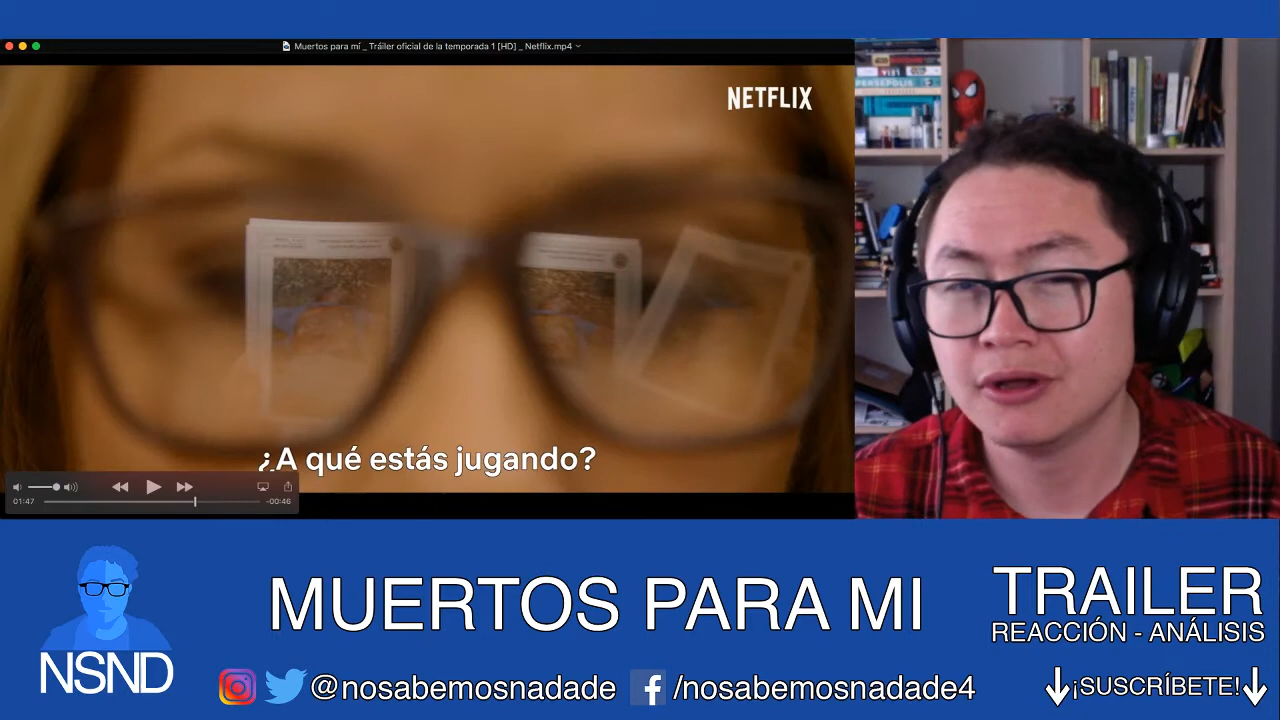 Muertos para mí _ Tráiler oficial de la temporada 1 [HD] _ Netflix.mp4
NETFLIX
PERSEPOLIS
¿A qué estás jugando?
01:47
-00:46
MUERTOS PARA MI
TRAILER
REACCIÓN - ANÁLISIS
NSND
@nosabemosnadade
/nosabemosnadade4
¡SUSCRÍBETE!